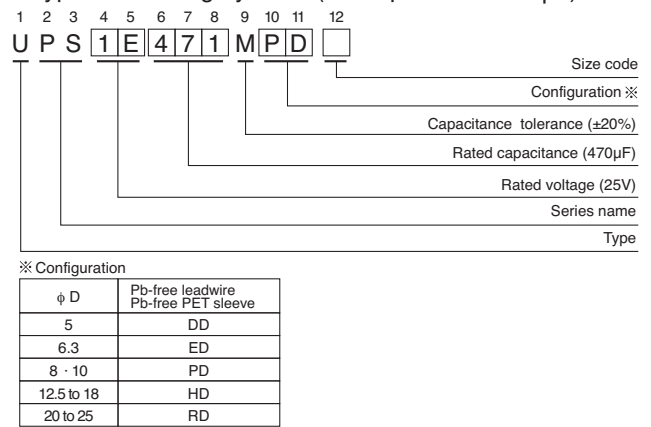 1 2 3 4 5 6 7 8 9 10 11 12
U P S 1 E 4 7 1 M P D
Size code
Configuration ※
Capacitance tolerance (±20%)
Rated capacitance (470µF)
Rated voltage (25V)
Series name
Type
※ Configuration
ϕ D
Pb-free leadwire
Pb-free PET sleeve
5 DD
6.3 ED
8 · 10 PD
12.5 to 18 HD
20 to 25 RD